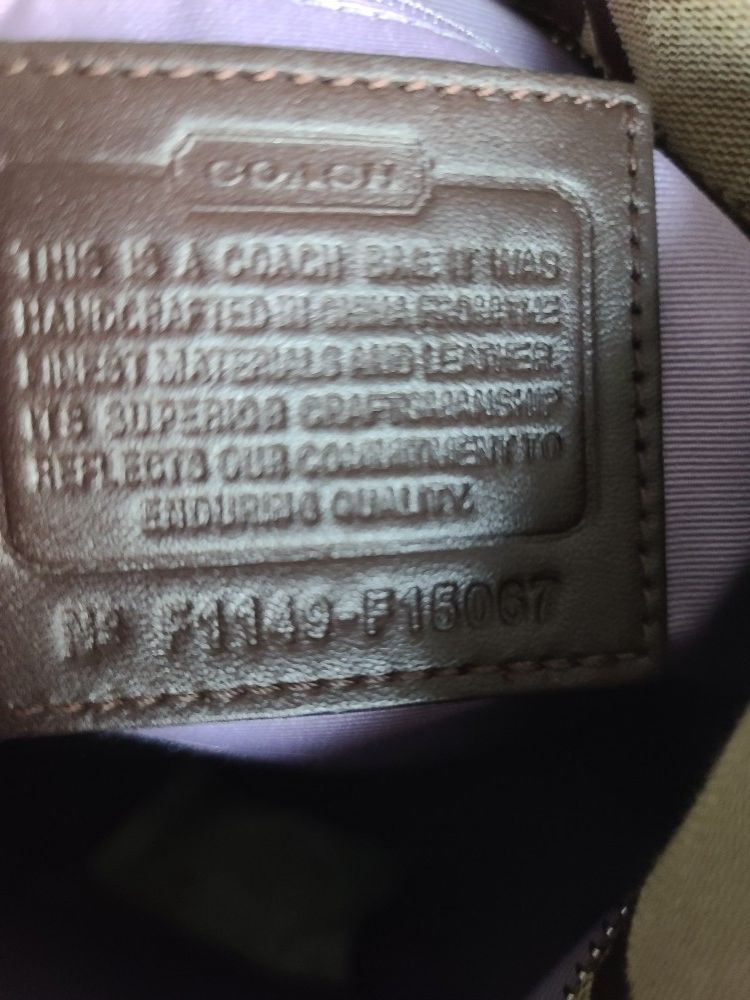 COACH
THIS IS A COACH BAG. IT WAS
HANDCRAFTED IN CHINA FROM THE
FINEST MATERIALS AND LEATHER.
ITS SUPERIOR CRAFTSMANSHIP
REFLECTS OUR COMMITMENT TO
ENDURING QUALITY.
Nº F1149-F15067